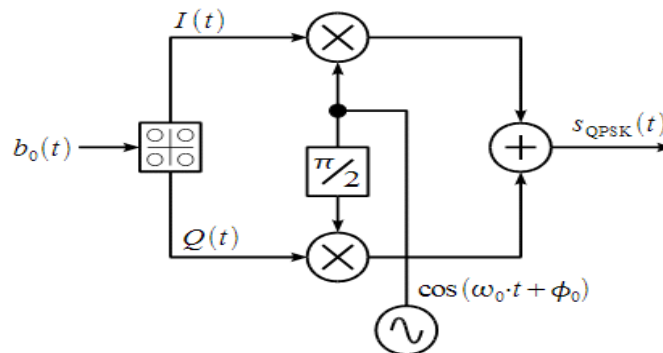 I(t)
b₀(t)
s_QPSK(t)
π/2
Q(t)
cos(ω₀·t+ϕ₀)